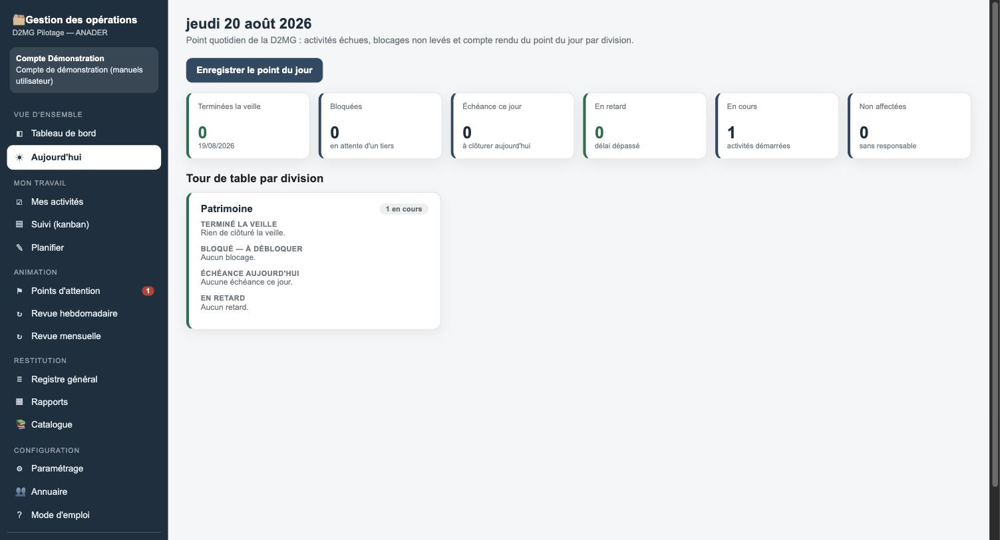 Gestion des opérations
D2MG Pilotage — ANADER
Compte Démonstration
Compte de démonstration (manuels
utilisateur)
VUE D'ENSEMBLE
Tableau de bord
Aujourd'hui
MON TRAVAIL
Mes activités
Suivi (kanban)
Planifier
ANIMATION
Points d'attention 1
Revue hebdomadaire
Revue mensuelle
RESTITUTION
Registre général
Rapports
Catalogue
CONFIGURATION
Paramétrage
Annuaire
? Mode d'emploi
jeudi 20 août 2026
Point quotidien de la D2MG : activités échues, blocages non levés et compte rendu du point du jour par division.
Enregistrer le point du jour
Terminées la veille
0
19/08/2026
Bloquées
0
en attente d'un tiers
Échéance ce jour
0
à clôturer aujourd'hui
En retard
0
délai dépassé
En cours
1
activités démarrées
Non affectées
0
sans responsable
Tour de table par division
Patrimoine 1 en cours
TERMINÉ LA VEILLE
Rien de clôturé la veille.
BLOQUÉ — À DÉBLOQUER
Aucun blocage.
ÉCHÉANCE AUJOURD'HUI
Aucune échéance ce jour.
EN RETARD
Aucun retard.